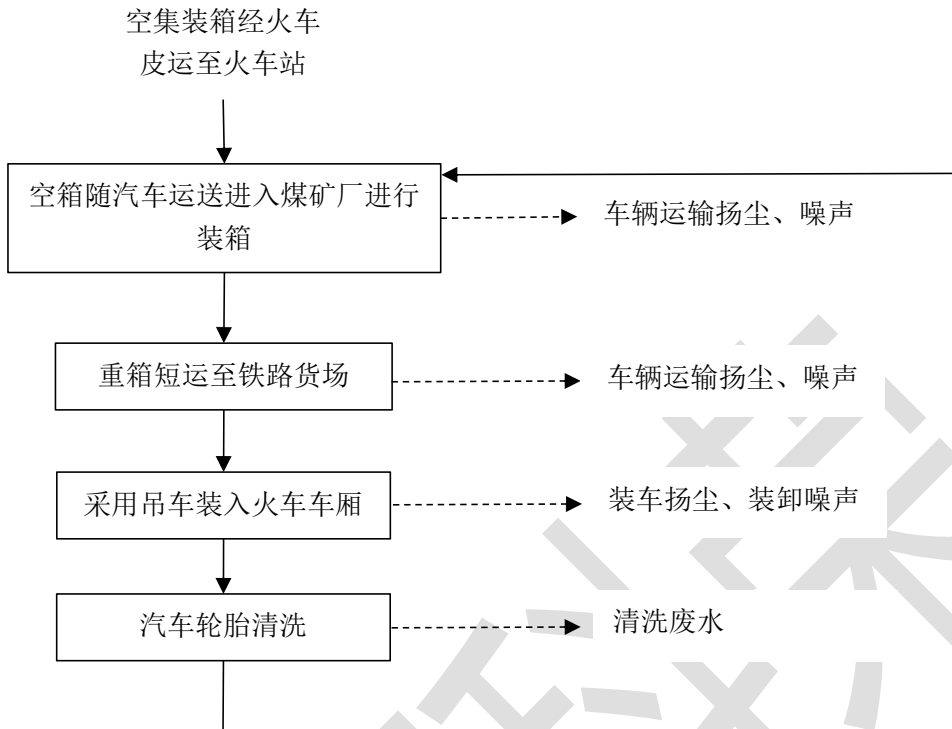 空集装箱经火车
皮运至火车站
空箱随汽车运送进入煤矿厂进行
装箱
车辆运输扬尘、噪声
重箱短运至铁路货场
车辆运输扬尘、噪声
采用吊车装入火车车厢
装车扬尘、装卸噪声
汽车轮胎清洗
清洗废水